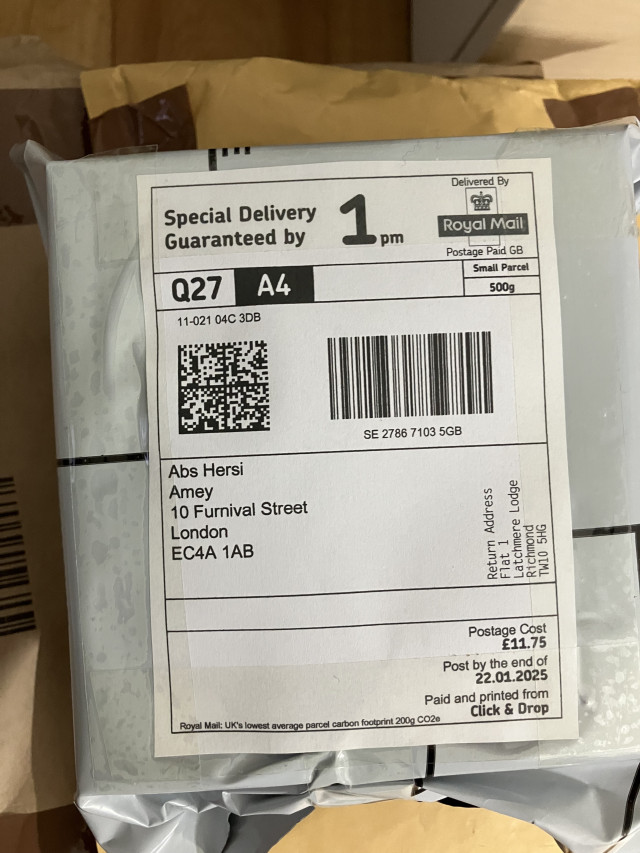 Special Delivery
Guaranteed by
1pm
Delivered By
Royal Mail
Postage Paid GB
Q27 A4
Small Parcel
500g
11-021 04C 3DB
SE 2786 7103 5GB
Abs Hersi
Amey
10 Furnival Street
London
EC4A 1AB
Return Address
Flat 1
Latchmere Lodge
Richmond
TW10 5HG
Postage Cost
£11.75
Post by the end of
22.01.2025
Paid and printed from
Click & Drop
Royal Mail: UK's lowest average parcel carbon footprint 200g CO2e